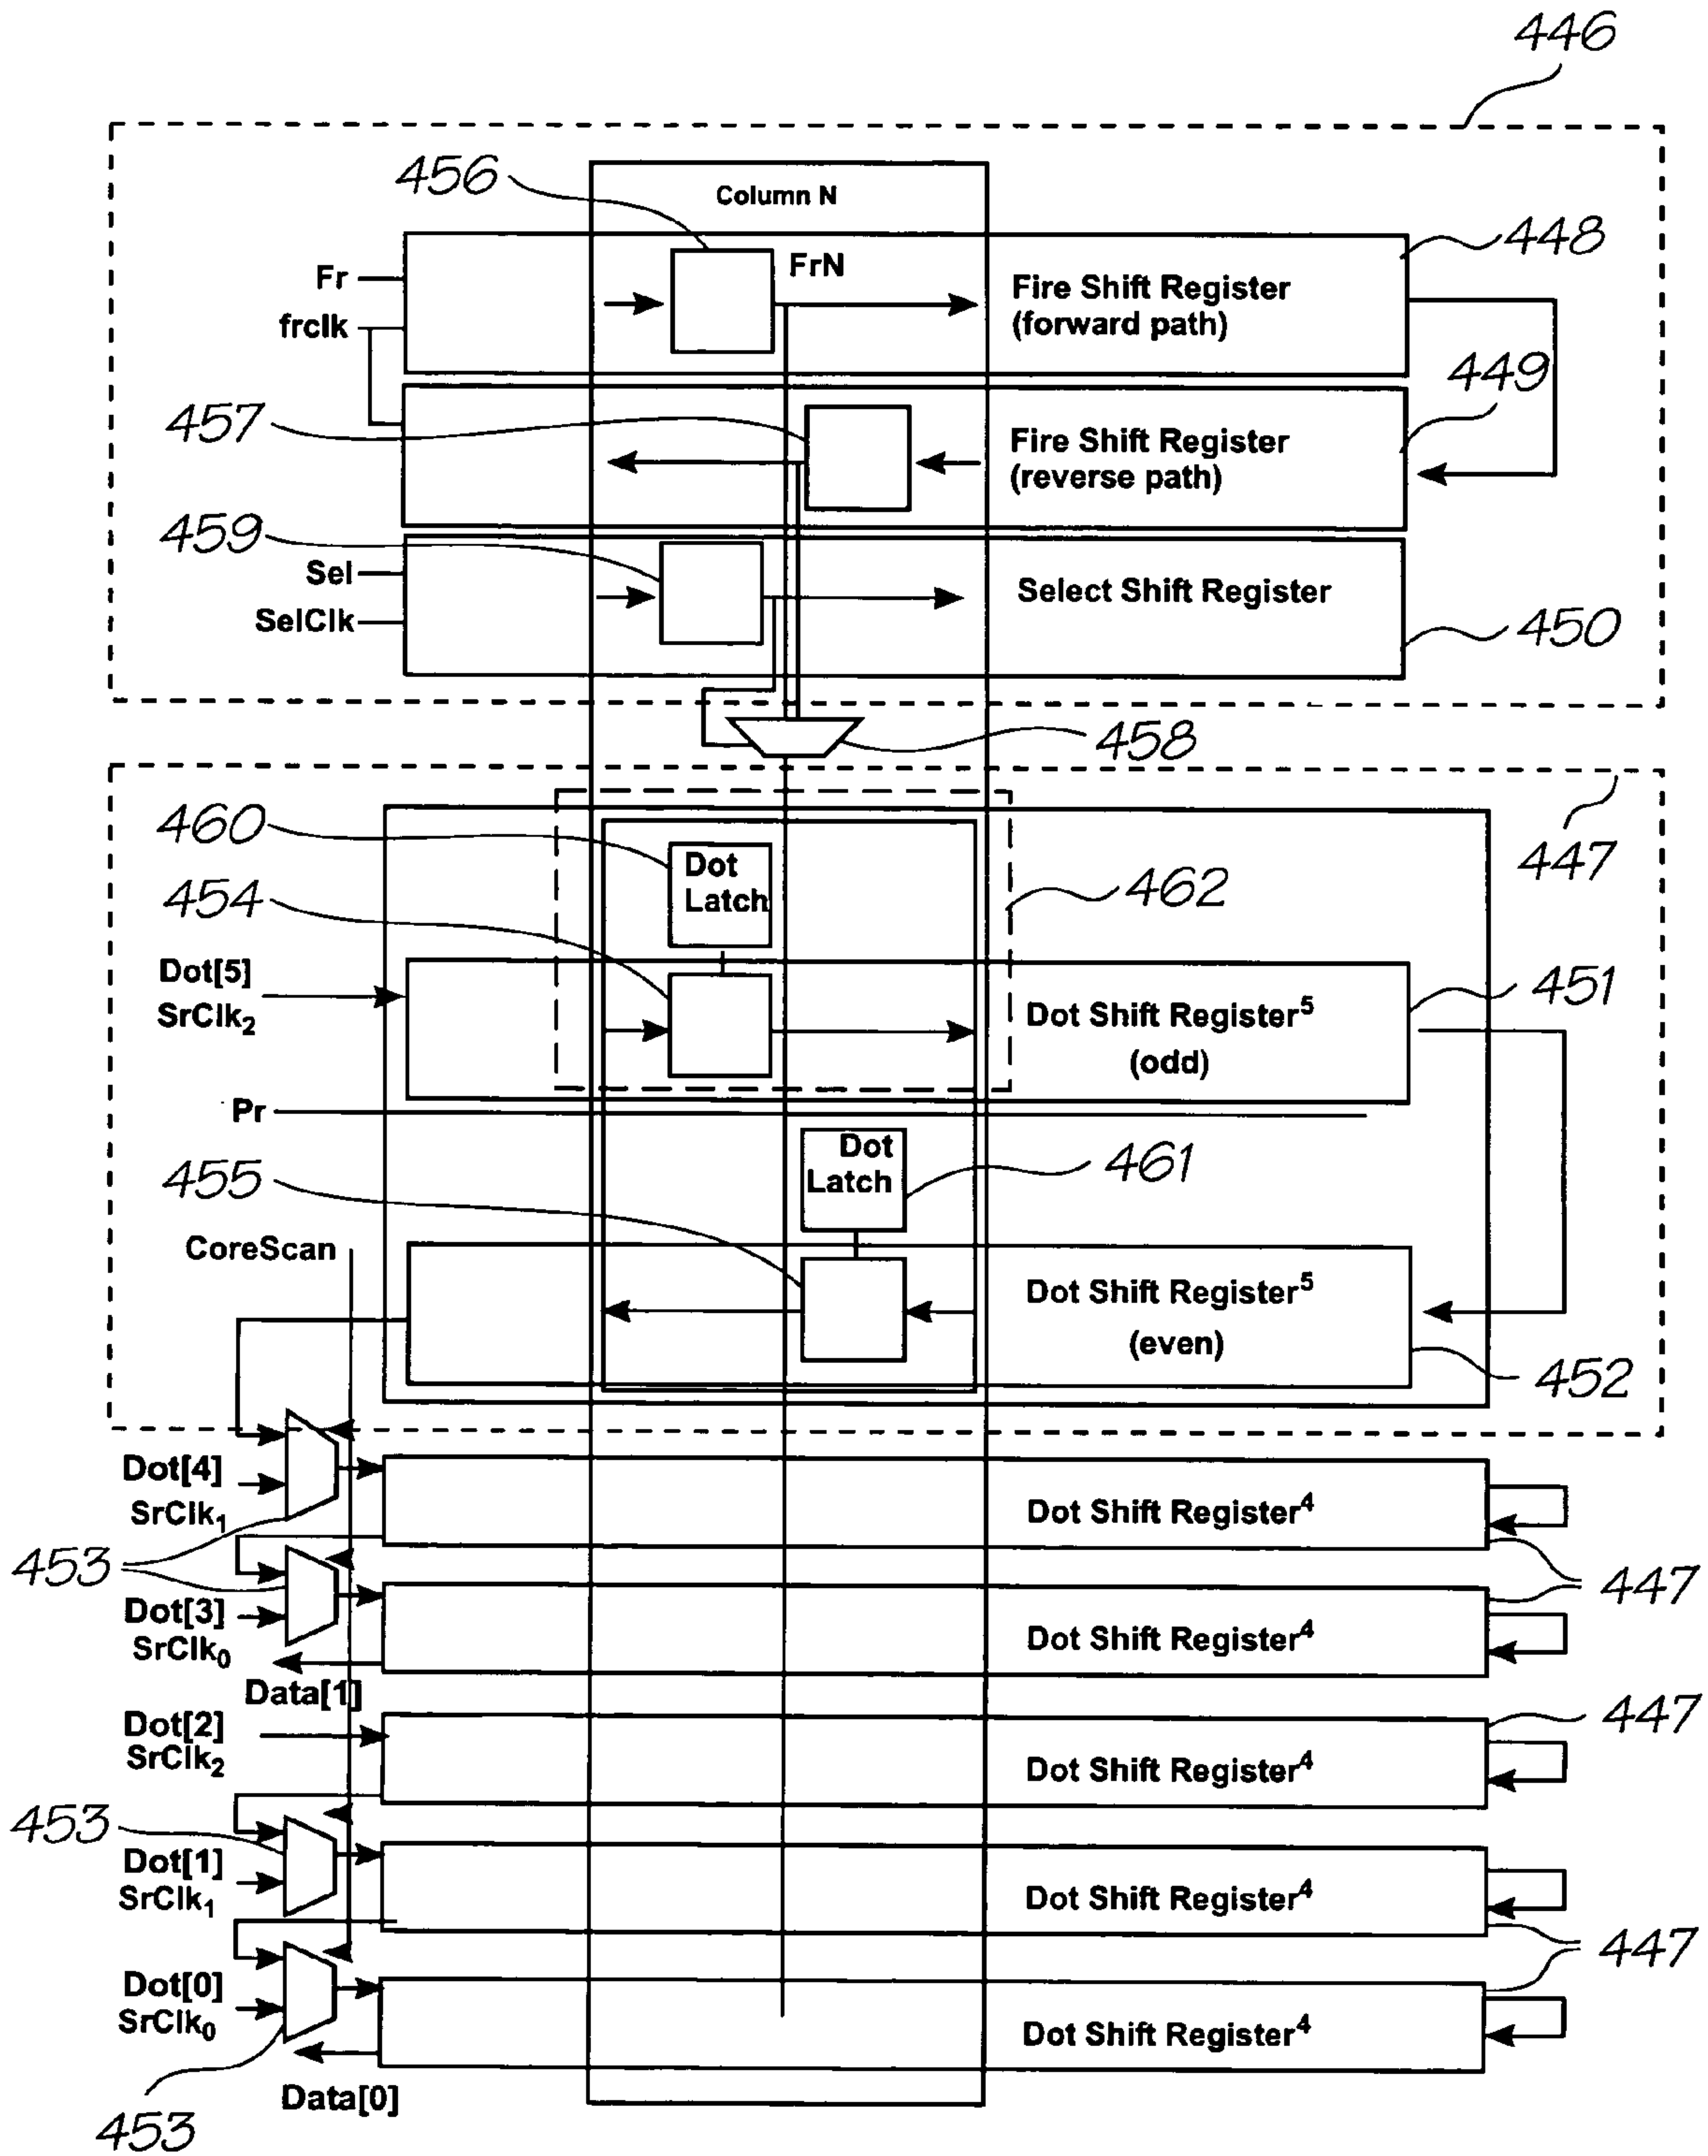 446
456
Column N
448
Fr
FrN
Fire Shift Register
(forward path)
frclk
449
457
Fire Shift Register
(reverse path)
459
Sel
Select Shift Register
SelClk
450
458
460
447
Dot
Latch
462
454
Dot[5]
SrClk2
451
Dot Shift Register5
(odd)
Pr
Dot
Latch
461
455
CoreScan
Dot Shift Register5
(even)
452
Dot[4]
SrClk1
Dot Shift Register4
453
447
Dot[3]
SrClk0
Dot Shift Register4
Data[1]
447
Dot[2]
SrClk2
Dot Shift Register4
453
Dot[1]
SrClk1
Dot Shift Register4
447
Dot[0]
SrClk0
Dot Shift Register4
Data[0]
453